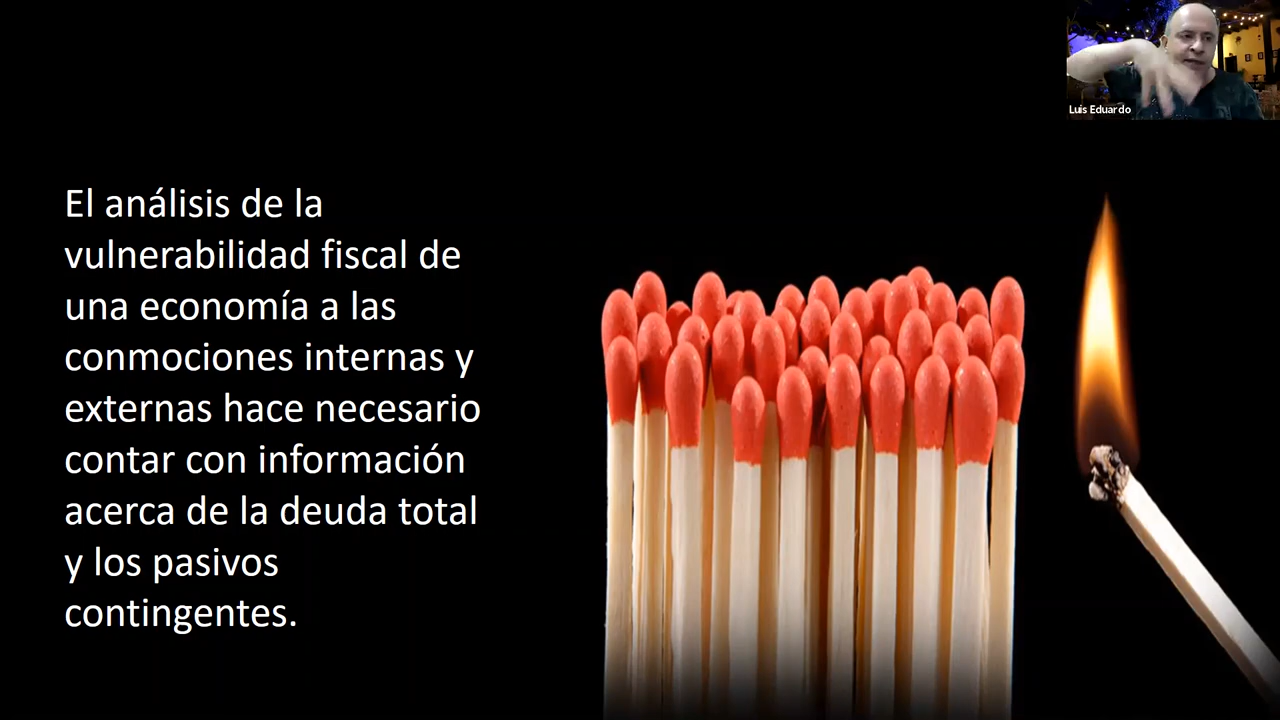 Luis Eduardo
El análisis de la
vulnerabilidad fiscal de
una economía a las
conmociones internas y
externas hace necesario
contar con información
acerca de la deuda total
y los pasivos
contingentes.